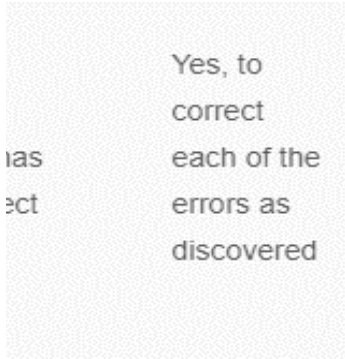 Yes, to
correct
each of the
errors as
discovered